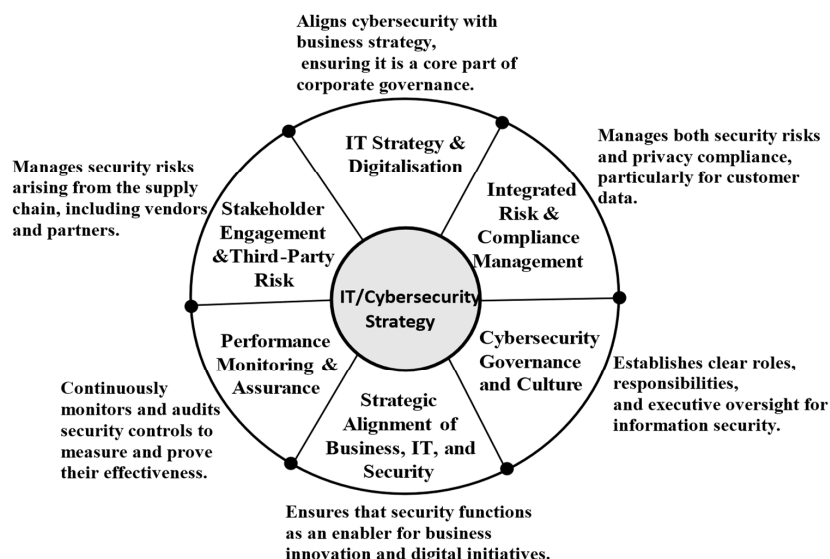 Aligns cybersecurity with
business strategy,
ensuring it is a core part of
corporate governance.
IT Strategy &
Digitalisation
Manages both security risks
and privacy compliance,
particularly for customer
data.
Integrated
Risk &
Compliance
Management
Manages security risks
arising from the supply
chain, including vendors
and partners.
Stakeholder
Engagement
&Third-Party
Risk
IT/Cybersecurity
Strategy
Performance
Monitoring &
Assurance
Cybersecurity
Governance
and Culture
Establishes clear roles,
responsibilities,
and executive oversight for
information security.
Continuously
monitors and audits
security controls to
measure and prove
their effectiveness.
Strategic
Alignment of
Business, IT, and
Security
Ensures that security functions
as an enabler for business
innovation and digital initiatives.